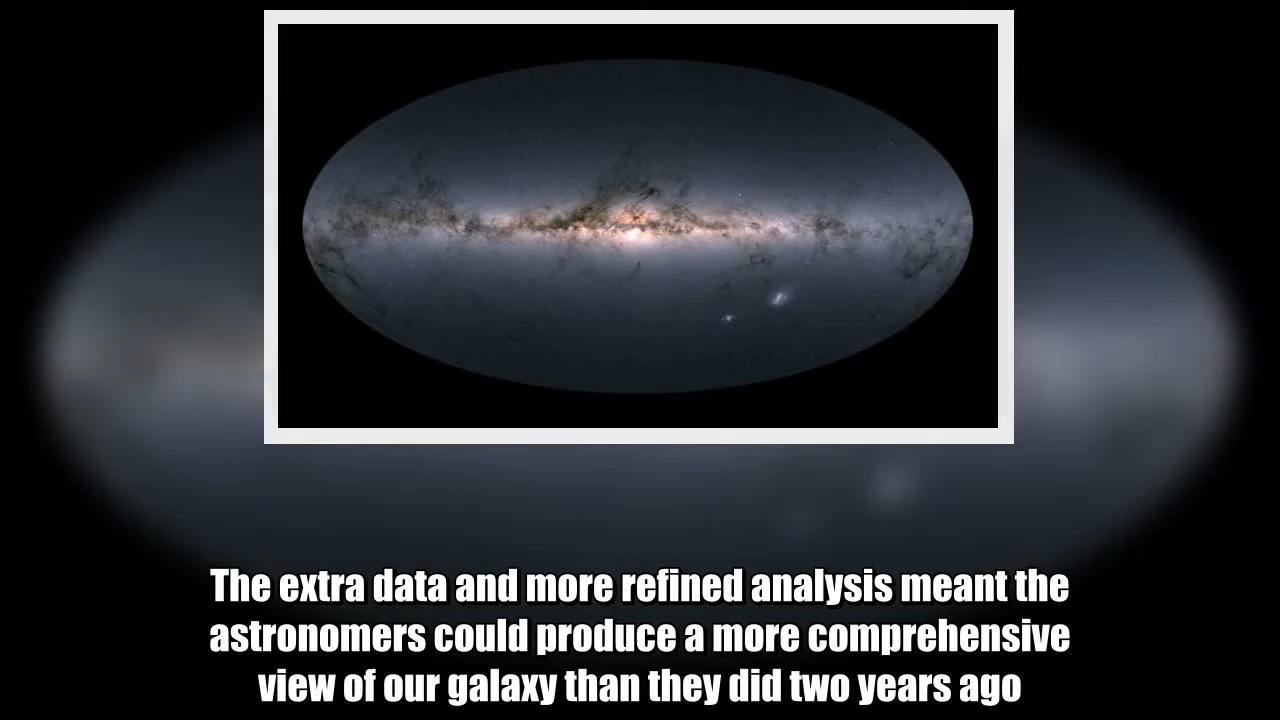 The extra data and more refined analysis meant the
astronomers could produce a more comprehensive
view of our galaxy than they did two years ago